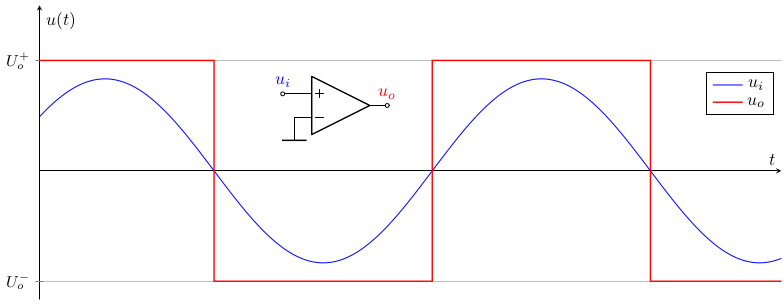 u(t)
U_o^+
u_i
+
u_o
−
u_i
u_o
t
U_o^-